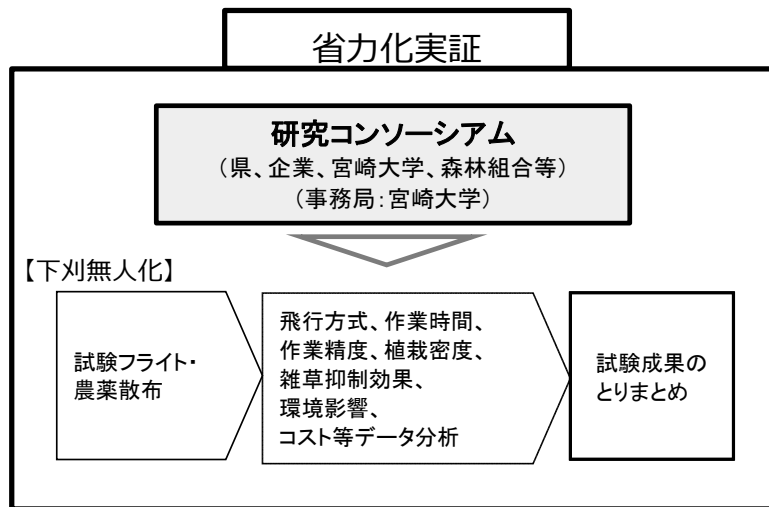 省力化実証
研究コンソーシアム
（県、企業、宮崎大学、森林組合等）
（事務局：宮崎大学）
【下刈無人化】
試験フライト・
農薬散布
飛行方式、作業時間、
作業精度、植栽密度、
雑草抑制効果、
環境影響、
コスト等データ分析
試験成果の
とりまとめ